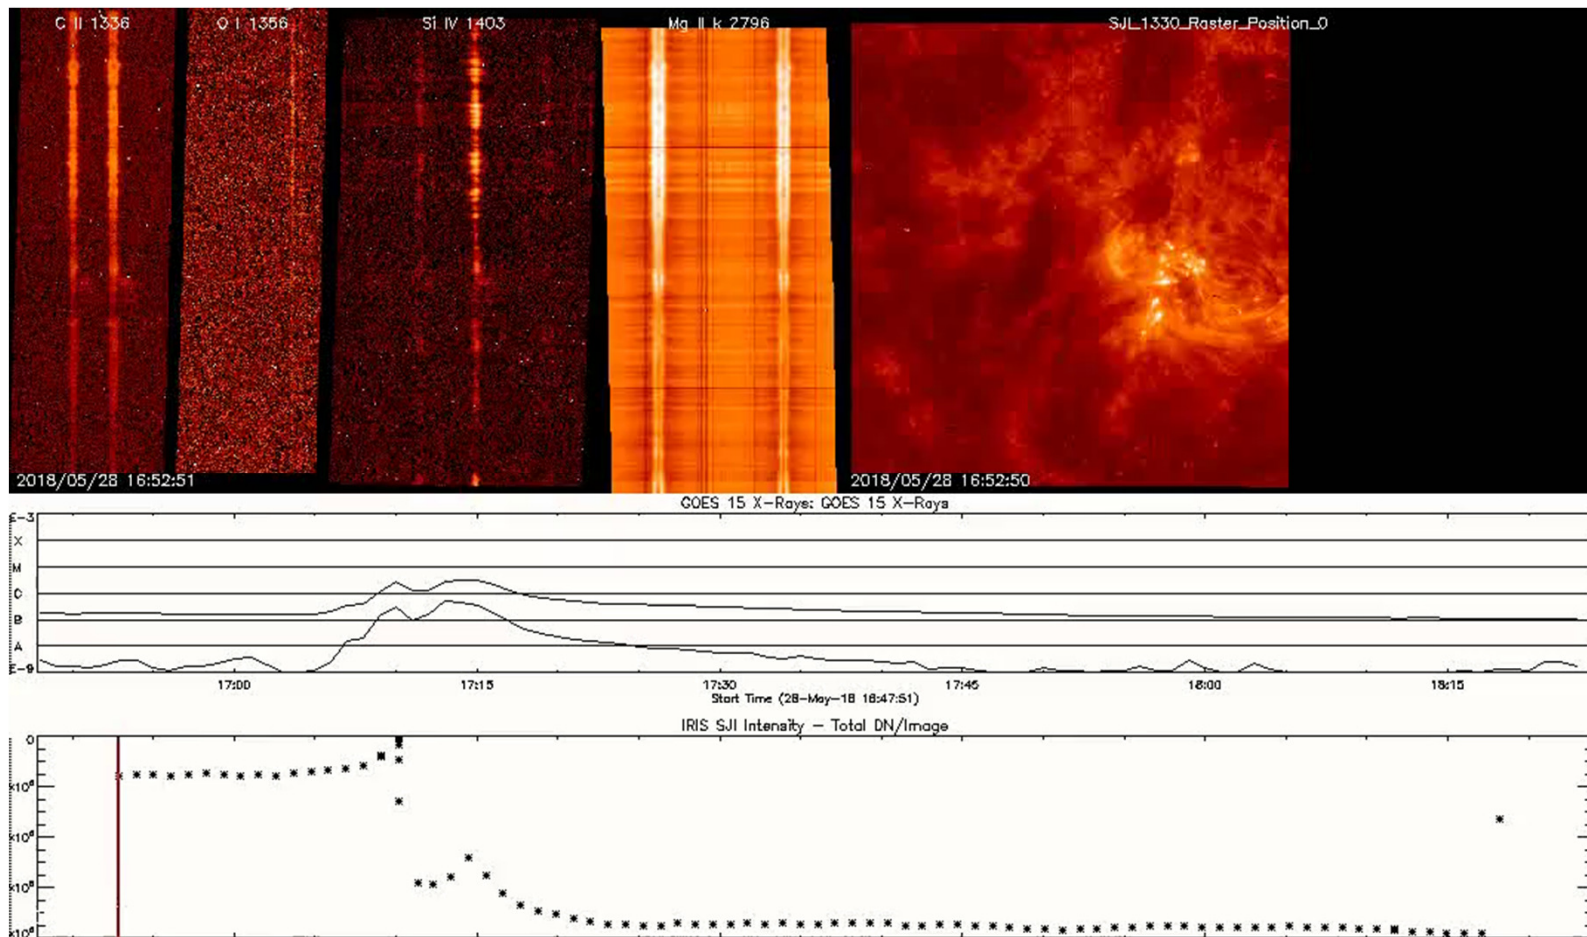 C II 1336
O I 1356
Si IV 1403
Mg II k 2796
SJI_1330_Raster_Position_0
2018/05/28 16:52:51
2018/05/28 16:52:50
GOES 15 X-Rays: GOES 15 X-Rays
E-3
X
M
C
B
A
E-9
17:00
17:15
17:30
17:45
18:00
18:15
Start Time (28-May-18 16:47:51)
IRIS SJI Intensity - Total DN/Image
0